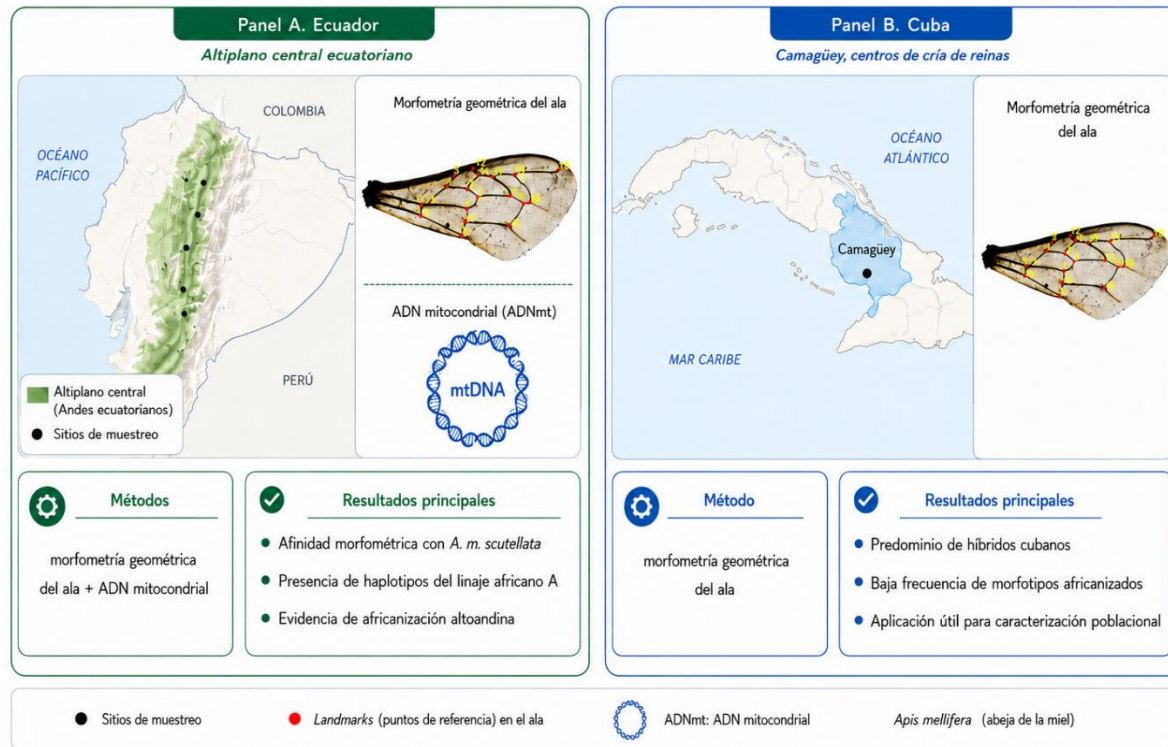 Panel A. Ecuador
Altiplano central ecuatoriano
OCÉANO
PACÍFICO
COLOMBIA
PERÚ
Altiplano central
(Andes ecuatorianos)
Sitios de muestreo
Morfometría geométrica del ala
ADN mitocondrial (ADNmt)
mtDNA
Métodos
morfometría geométrica
del ala + ADN mitocondrial
Resultados principales
Afinidad morfométrica con A. m. scutellata
Presencia de haplotipos del linaje africano A
Evidencia de africanización altoandina
Panel B. Cuba
Camagüey, centros de cría de reinas
OCÉANO
ATLÁNTICO
Camagüey
MAR CARIBE
Morfometría geométrica
del ala
Método
morfometría geométrica
del ala
Resultados principales
Predominio de híbridos cubanos
Baja frecuencia de morfotipos africanizados
Aplicación útil para caracterización poblacional
Sitios de muestreo
Landmarks (puntos de referencia) en el ala
ADNmt: ADN mitocondrial
Apis mellifera (abeja de la miel)